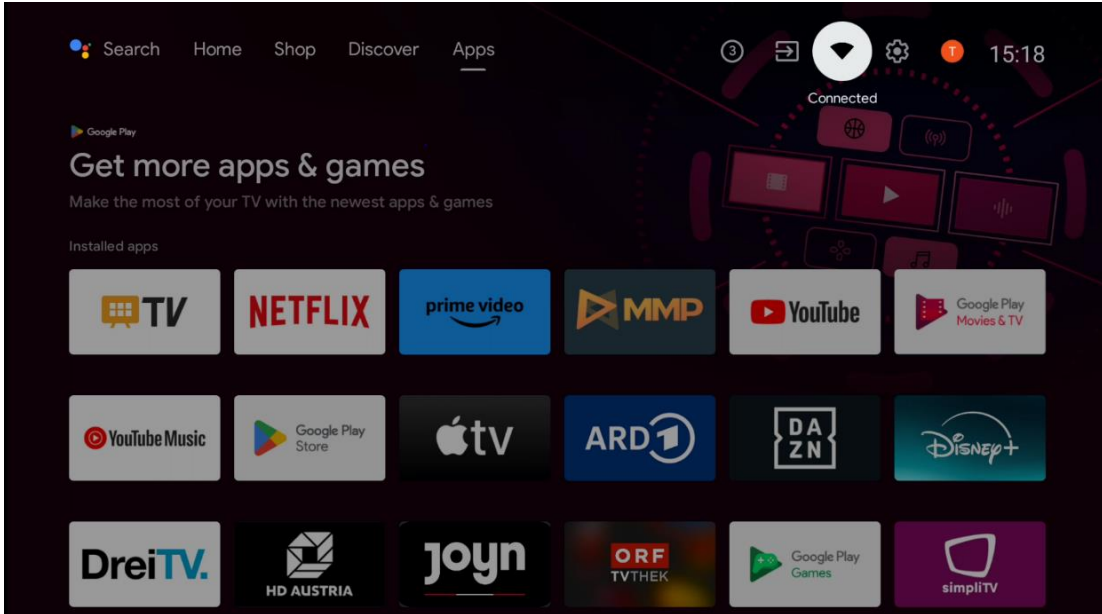 Search Home Shop Discover Apps 3 T 15:18
Connected
Google Play
Get more apps & games
Make the most of your TV with the newest apps & games
Installed apps
TV NETFLIX prime video MMP YouTube Google Play
Movies & TV
YouTube Music Google Play
Store
tv ARD 1 DA
ZN
Disney+
DreiTV. HD AUSTRIA joyn ORF
TVTHEK
Google Play
Games
simpliTV